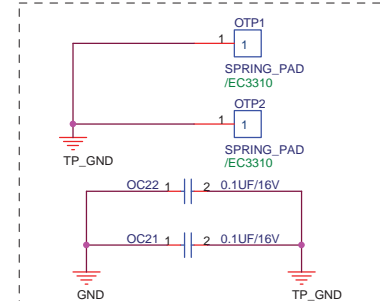 OTP1
1
1
SPRING_PAD
/EC3310
OTP2
1
1
SPRING_PAD
/EC3310
TP_GND
OC22 1 2 0.1UF/16V
OC21 1 2 0.1UF/16V
GND TP_GND